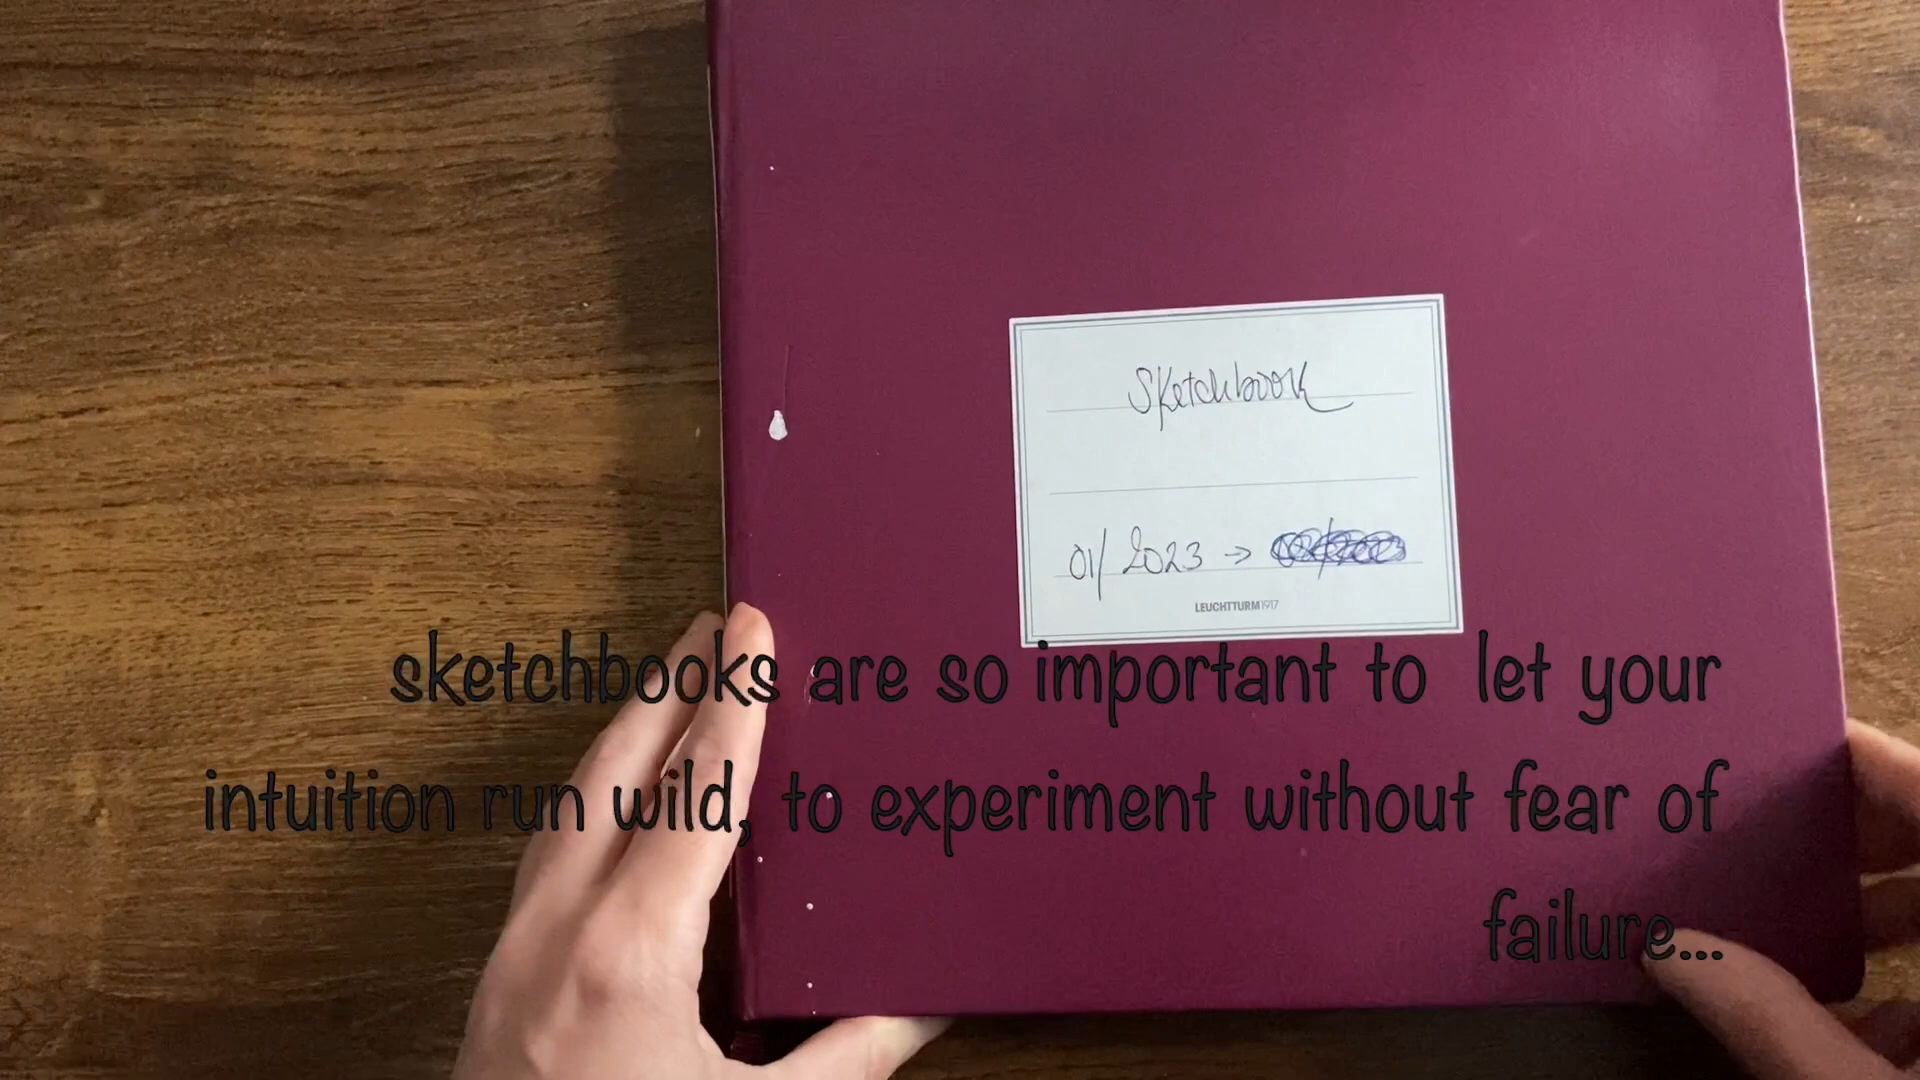 Sketchbook
01/2023 →
LEUCHTTURM1917
sketchbooks are so important to let your
intuition run wild, to experiment without fear of
failure...